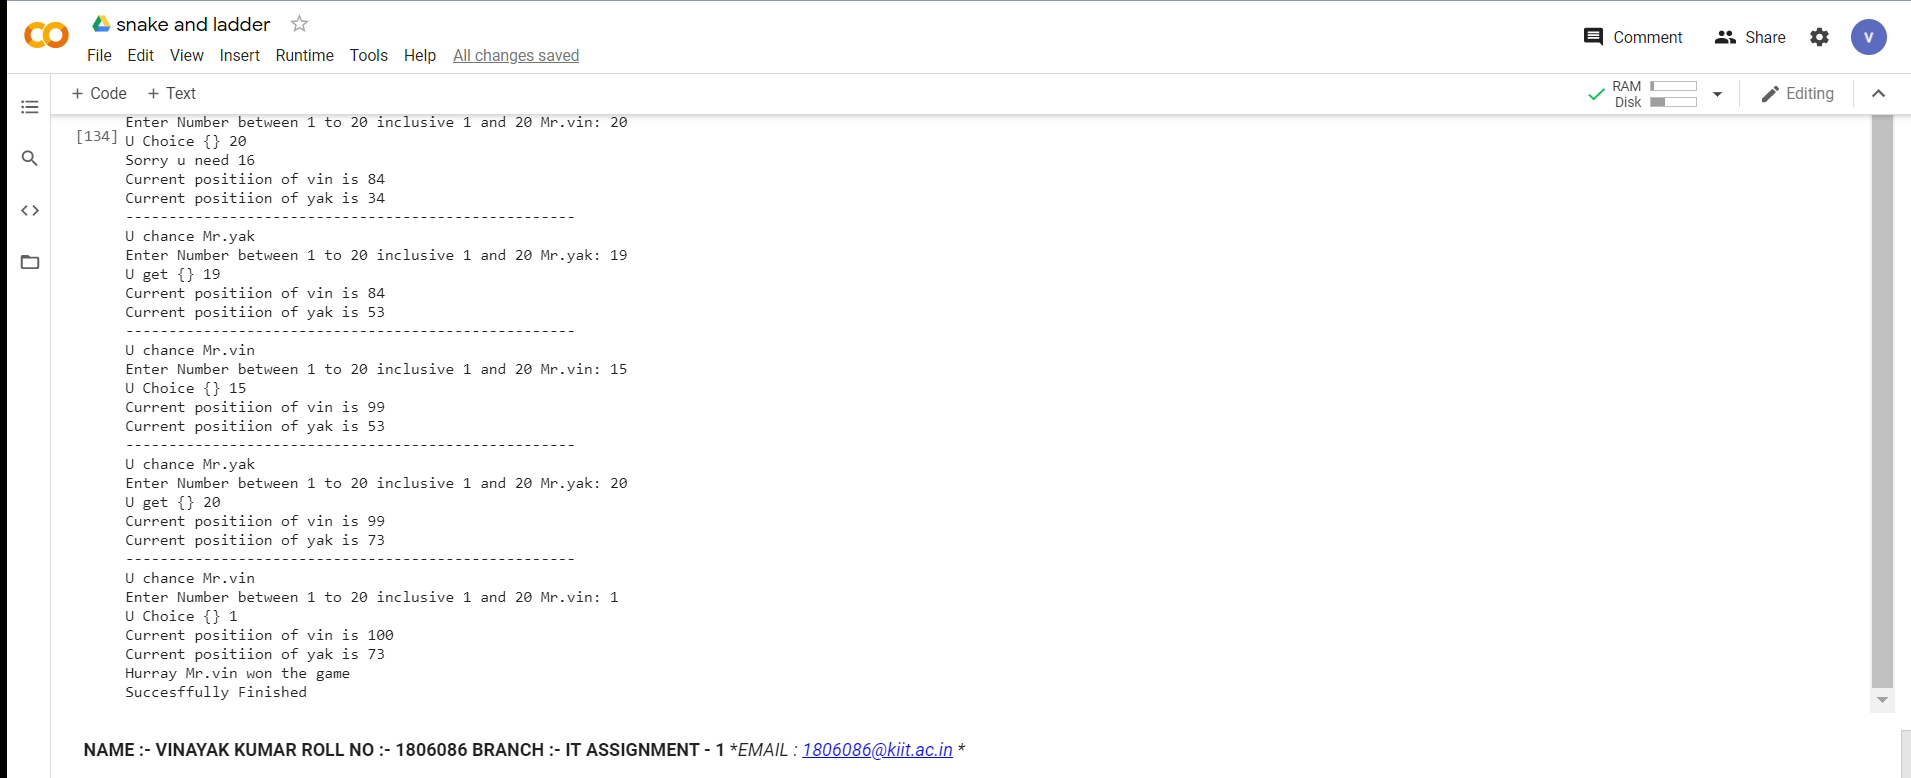 snake and ladder
File Edit View Insert Runtime Tools Help All changes saved
Comment Share V
+ Code + Text
RAM
Disk
Editing
Enter Number between 1 to 20 inclusive 1 and 20 Mr.vin: 20
[134]
U Choice {} 20
Sorry u need 16
Current positiion of vin is 84
Current positiion of yak is 34
----------------------------------------------------
U chance Mr.yak
Enter Number between 1 to 20 inclusive 1 and 20 Mr.yak: 19
U get {} 19
Current positiion of vin is 84
Current positiion of yak is 53
----------------------------------------------------
U chance Mr.vin
Enter Number between 1 to 20 inclusive 1 and 20 Mr.vin: 15
U Choice {} 15
Current positiion of vin is 99
Current positiion of yak is 53
----------------------------------------------------
U chance Mr.yak
Enter Number between 1 to 20 inclusive 1 and 20 Mr.yak: 20
U get {} 20
Current positiion of vin is 99
Current positiion of yak is 73
----------------------------------------------------
U chance Mr.vin
Enter Number between 1 to 20 inclusive 1 and 20 Mr.vin: 1
U Choice {} 1
Current positiion of vin is 100
Current positiion of yak is 73
Hurray Mr.vin won the game
Succesffully Finished
NAME :- VINAYAK KUMAR ROLL NO :- 1806086 BRANCH :- IT ASSIGNMENT - 1 *EMAIL : 1806086@kiit.ac.in *